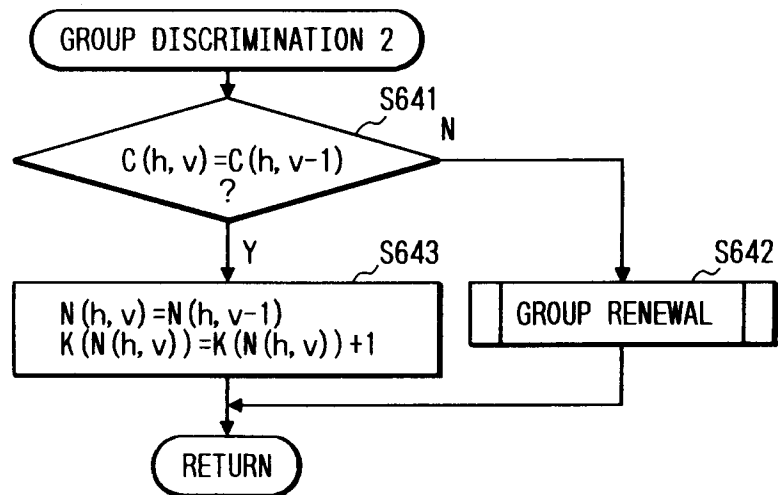 GROUP DISCRIMINATION 2
S641
N
C(h, v)=C(h, v-1)
?
Y
S643
S642
N(h, v)=N(h, v-1)
K(N(h, v))=K(N(h, v))+1
GROUP RENEWAL
RETURN